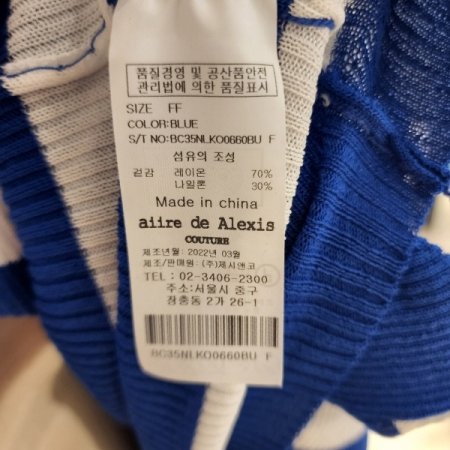 품질경영 및 공산품안전
관리법에 의한 품질표시
SIZE FF
COLOR:BLUE
S/T NO:BC35NLKO0660BU F
섬유의 조성
겉감 레이온 70%
나일론 30%
Made in china
aiire de Alexis
COUTURE
제조년월: 2022년 03월
제조/판매원: (주)제시앤코
TEL : 02-3406-2300
주소:서울시 중구
장충동 2가 26-1
BC35NLKO0660BU F